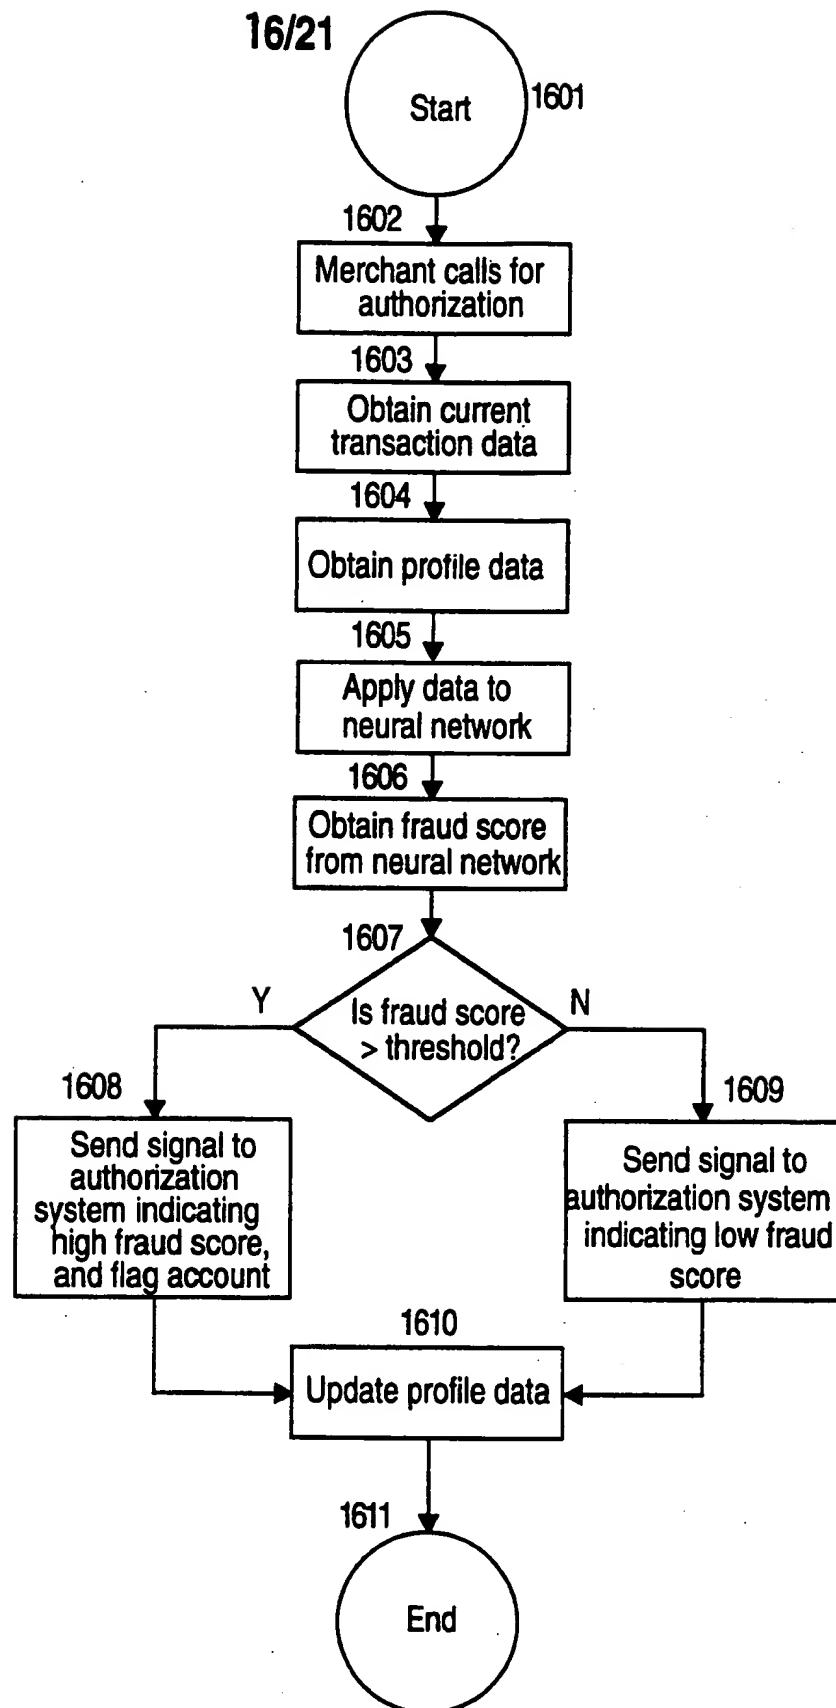 16/21
Start
1601
1602
Merchant calls for
authorization
1603
Obtain current
transaction data
1604
Obtain profile data
1605
Apply data to
neural network
1606
Obtain fraud score
from neural network
1607
Is fraud score
> threshold?
Y
N
1608
Send signal to
authorization
system indicating
high fraud score,
and flag account
1609
Send signal to
authorization system
indicating low fraud
score
1610
Update profile data
1611
End